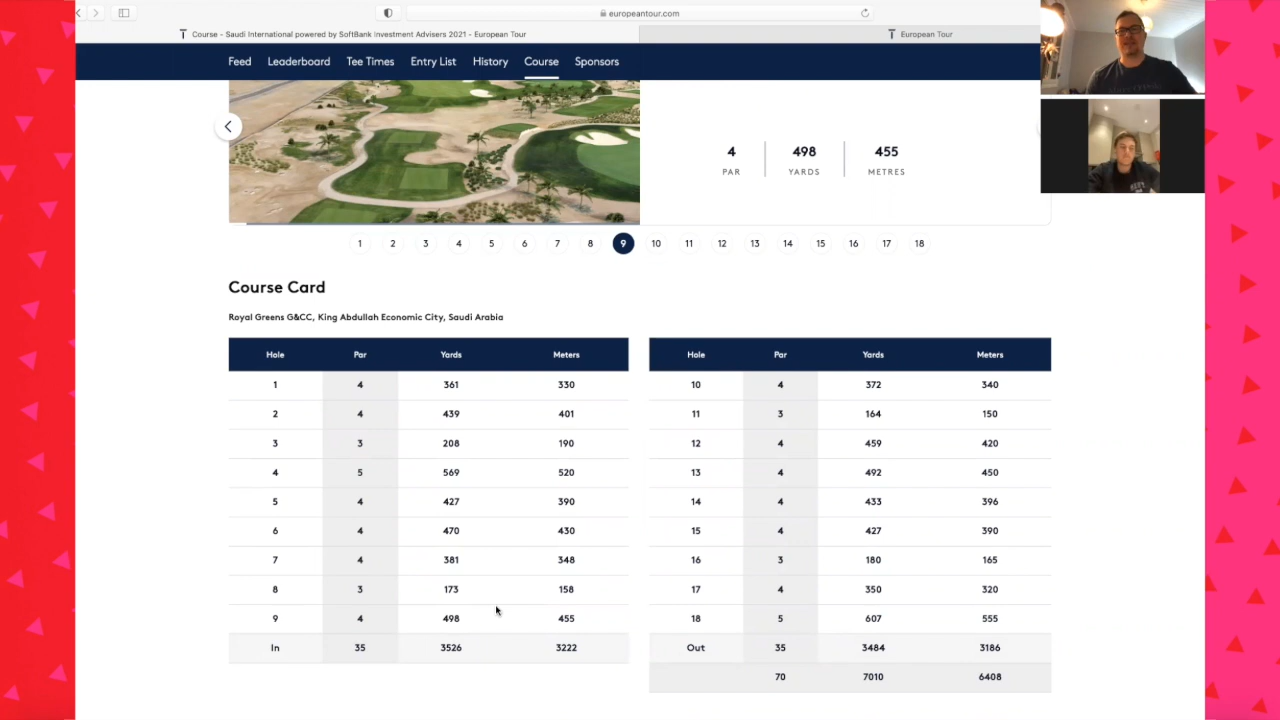 europeantour.com
Course - Saudi International powered by SoftBank Investment Advisers 2021 - European Tour
European Tour
Feed Leaderboard Tee Times Entry List History Course Sponsors
4 498 455
PAR YARDS METRES
1 2 3 4 5 6 7 8 9 10 11 12 13 14 15 16 17 18
Course Card
Royal Greens G&CC, King Abdullah Economic City, Saudi Arabia
Hole Par Yards Meters
1 4 361 330
2 4 439 401
3 3 208 190
4 5 569 520
5 4 427 390
6 4 470 430
7 4 381 348
8 3 173 158
9 4 498 455
In 35 3526 3222
Hole Par Yards Meters
10 4 372 340
11 3 164 150
12 4 459 420
13 4 492 450
14 4 433 396
15 4 427 390
16 3 180 165
17 4 350 320
18 5 607 555
Out 35 3484 3186
70 7010 6408